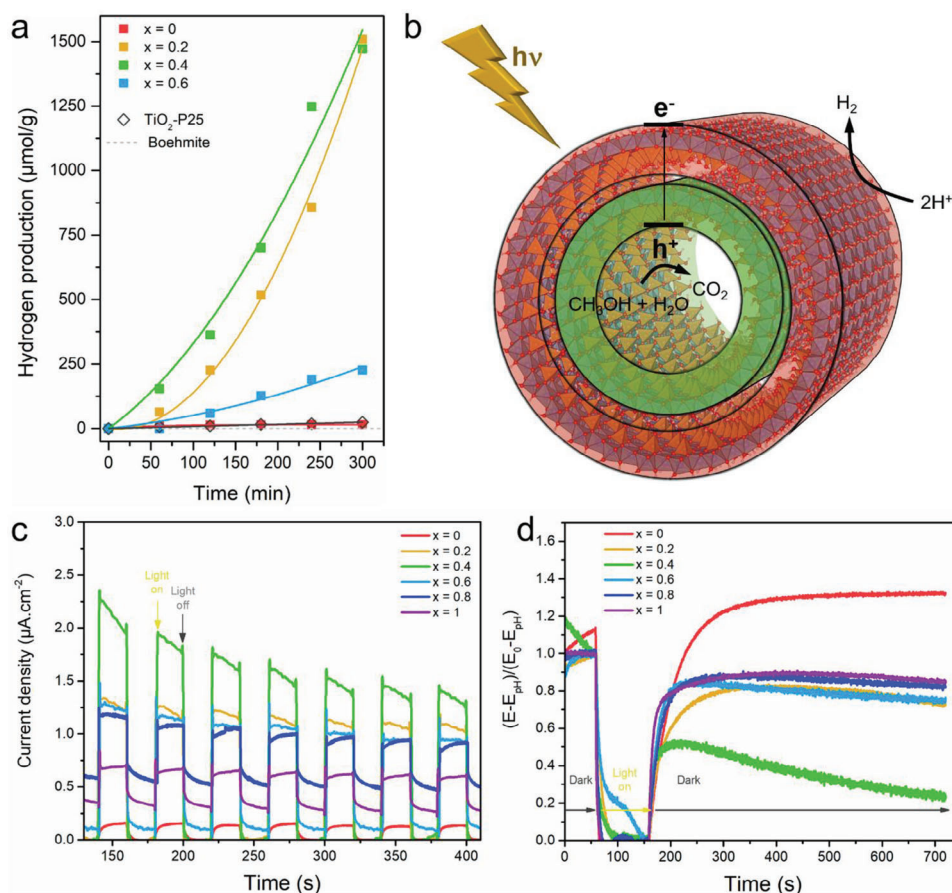 a
Hydrogen production (µmol/g)
1500
1250
1000
750
500
250
0
x = 0
x = 0.2
x = 0.4
x = 0.6
TiO2-P25
Boehmite
0 50 100 150 200 250 300
Time (min)
b
hν
e-
H2
2H+
h+
CH3OH + H2O
CO2
c
Current density (µA.cm-2)
3.0
2.5
2.0
1.5
1.0
0.5
0.0
Light
on
Light
off
x = 0
x = 0.2
x = 0.4
x = 0.6
x = 0.8
x = 1
150 200 250 300 350 400
Time (s)
d
(E-EpH)/(E0-EpH)
1.6
1.4
1.2
1.0
0.8
0.6
0.4
0.2
0.0
x = 0
x = 0.2
x = 0.4
x = 0.6
x = 0.8
x = 1
Dark
Light
on
Dark
0 100 200 300 400 500 600 700
Time (s)